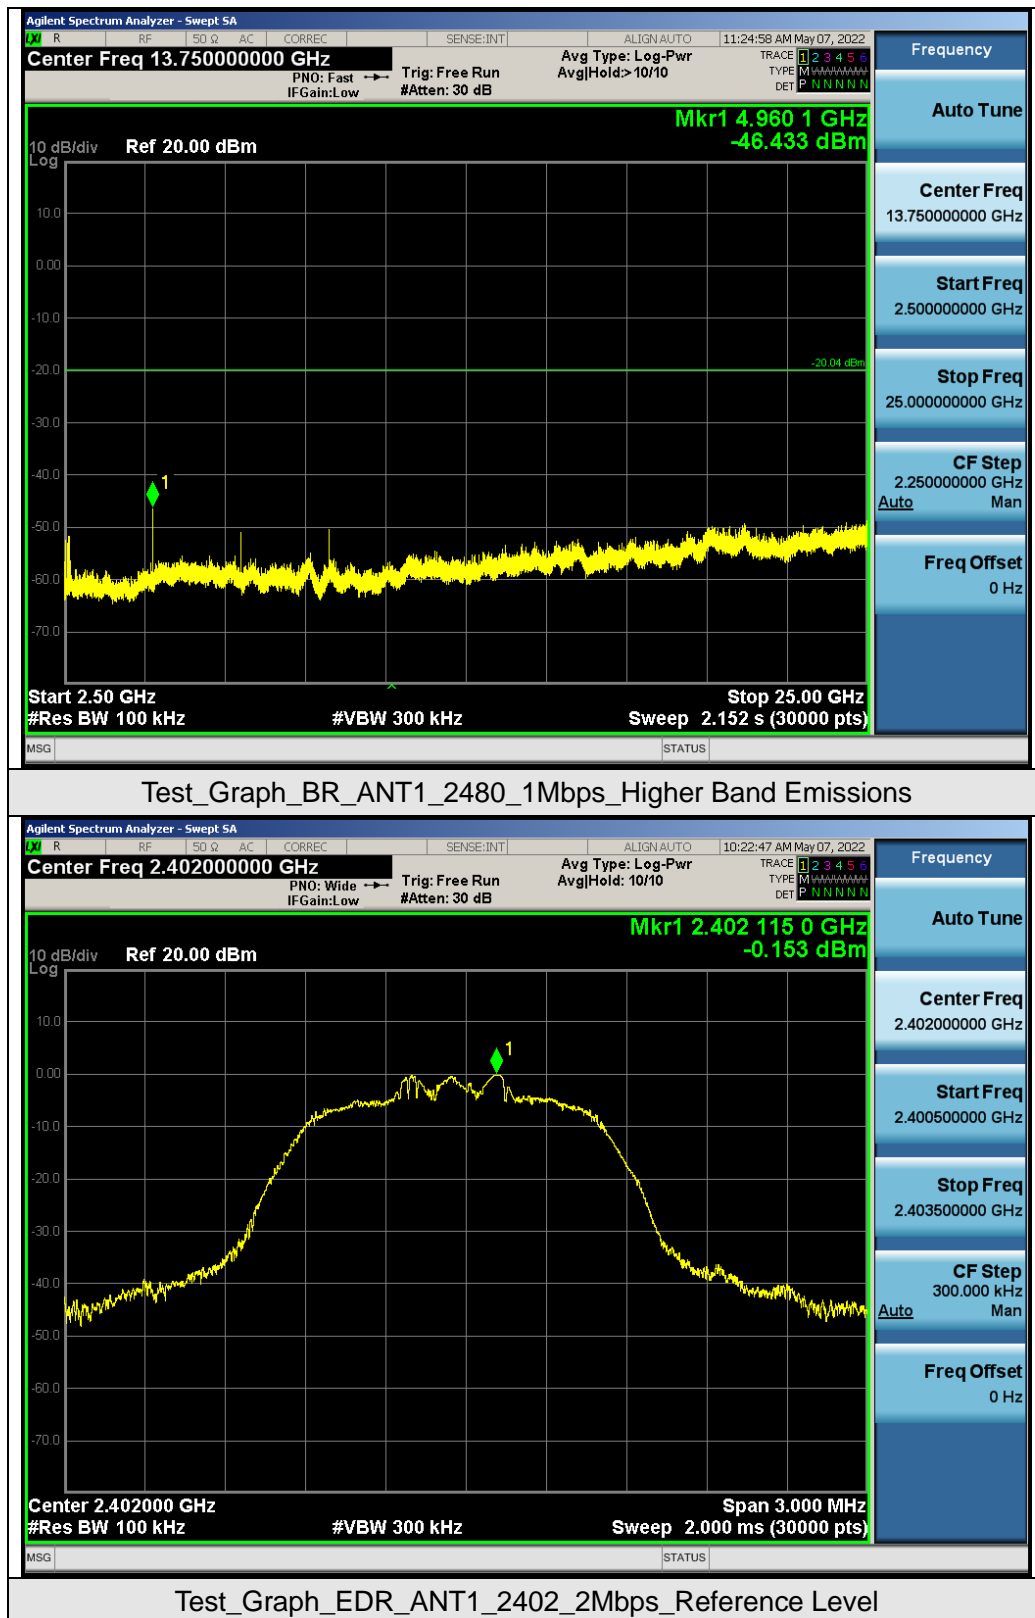 Agilent Spectrum Analyzer - Swept SA
LXI R RF 50 Ω AC CORREC SENSE:INT ALIGN AUTO 11:24:58 AM May 07, 2022
Center Freq 13.750000000 GHz
PNO: Fast
IFGain:Low
Trig: Free Run
#Atten: 30 dB
Avg Type: Log-Pwr
Avg|Hold:>10/10
TRACE 1 2 3 4 5 6
TYPE M
DET P N N N N N
Mkr1 4.960 1 GHz
-46.433 dBm
10 dB/div Ref 20.00 dBm
Log
10.0
0.00
-10.0
-20.0
-20.04 dBm
-30.0
-40.0
1
-50.0
-60.0
-70.0
Start 2.50 GHz Stop 25.00 GHz
#Res BW 100 kHz #VBW 300 kHz Sweep 2.152 s (30000 pts)
MSG STATUS
Frequency
Auto Tune
Center Freq
13.750000000 GHz
Start Freq
2.500000000 GHz
Stop Freq
25.000000000 GHz
CF Step
2.250000000 GHz
Auto Man
Freq Offset
0 Hz
Test_Graph_BR_ANT1_2480_1Mbps_Higher Band Emissions
Agilent Spectrum Analyzer - Swept SA
LXI R RF 50 Ω AC CORREC SENSE:INT ALIGN AUTO 10:22:47 AM May 07, 2022
Center Freq 2.402000000 GHz
PNO: Wide
IFGain:Low
Trig: Free Run
#Atten: 30 dB
Avg Type: Log-Pwr
Avg|Hold: 10/10
TRACE 1 2 3 4 5 6
TYPE M
DET P N N N N N
Mkr1 2.402 115 0 GHz
-0.153 dBm
10 dB/div Ref 20.00 dBm
Log
10.0
1
0.00
-10.0
-20.0
-30.0
-40.0
-50.0
-60.0
-70.0
Center 2.402000 GHz Span 3.000 MHz
#Res BW 100 kHz #VBW 300 kHz Sweep 2.000 ms (30000 pts)
MSG STATUS
Frequency
Auto Tune
Center Freq
2.402000000 GHz
Start Freq
2.400500000 GHz
Stop Freq
2.403500000 GHz
CF Step
300.000 kHz
Auto Man
Freq Offset
0 Hz
Test_Graph_EDR_ANT1_2402_2Mbps_Reference Level